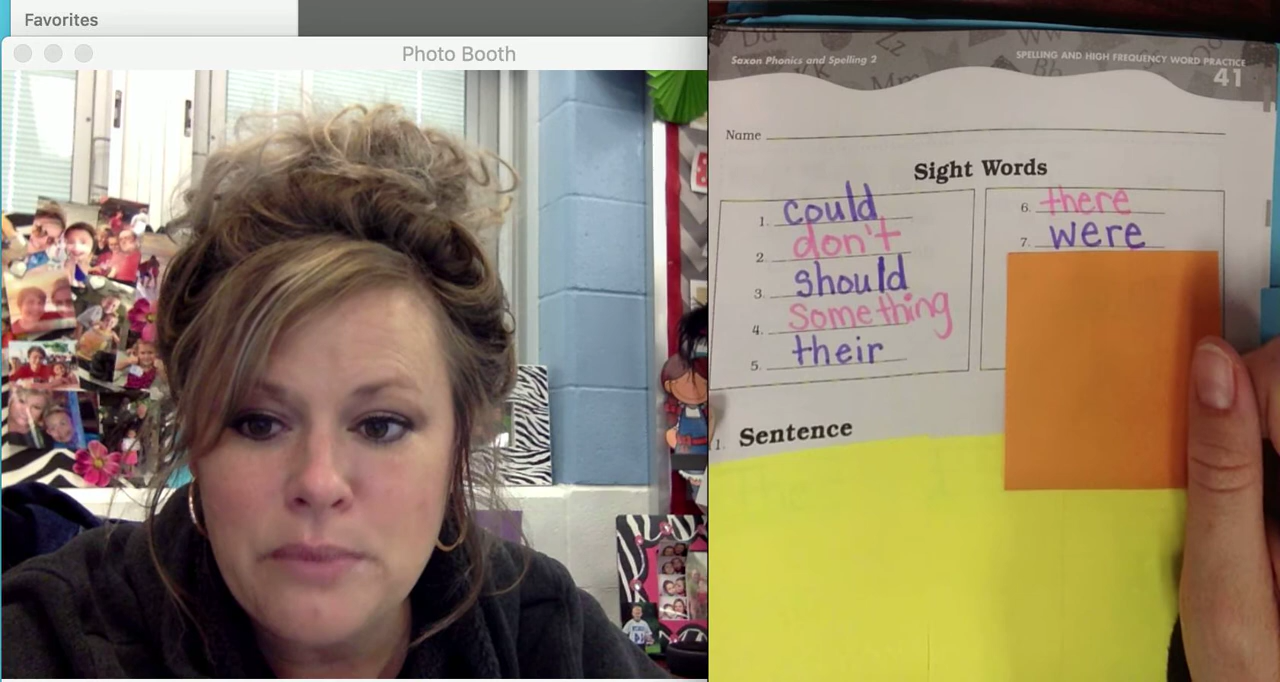 Favorites
Photo Booth
Saxon Phonics and Spelling 2
SPELLING AND HIGH FREQUENCY WORD PRACTICE
41
Name
Sight Words
1. could
2. don't
3. should
4. something
5. their
6. there
7. were
1. Sentence